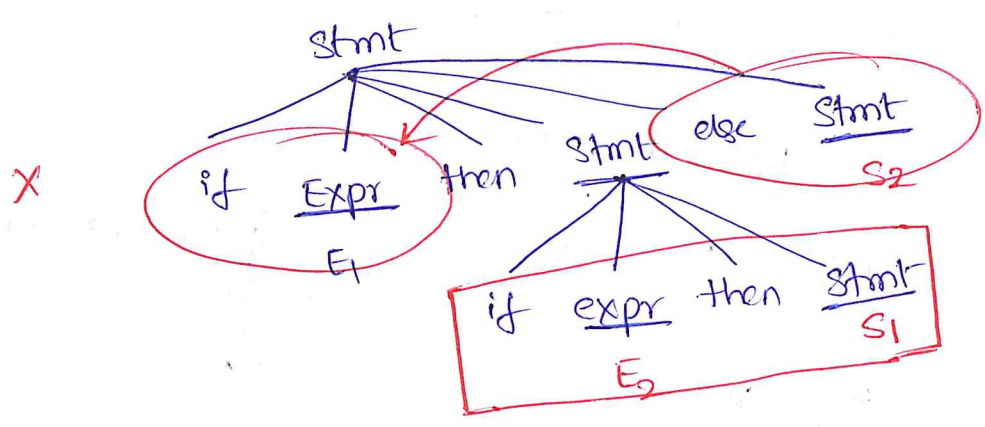 Stmt
if Expr then Stmt else Stmt
E1 S2
if expr then Stmt
E2 S1
X